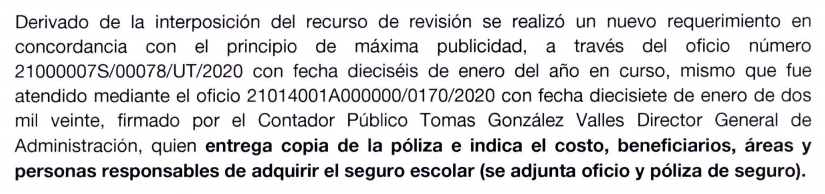 Derivado de la interposición del recurso de revisión se realizó un nuevo requerimiento en
concordancia con el principio de máxima publicidad, a través del oficio número
21000007S/00078/UT/2020 con fecha dieciséis de enero del año en curso, mismo que fue
atendido mediante el oficio 21014001A000000/0170/2020 con fecha diecisiete de enero de dos
mil veinte, firmado por el Contador Público Tomas González Valles Director General de
Administración, quien entrega copia de la póliza e indica el costo, beneficiarios, áreas y
personas responsables de adquirir el seguro escolar (se adjunta oficio y póliza de seguro).